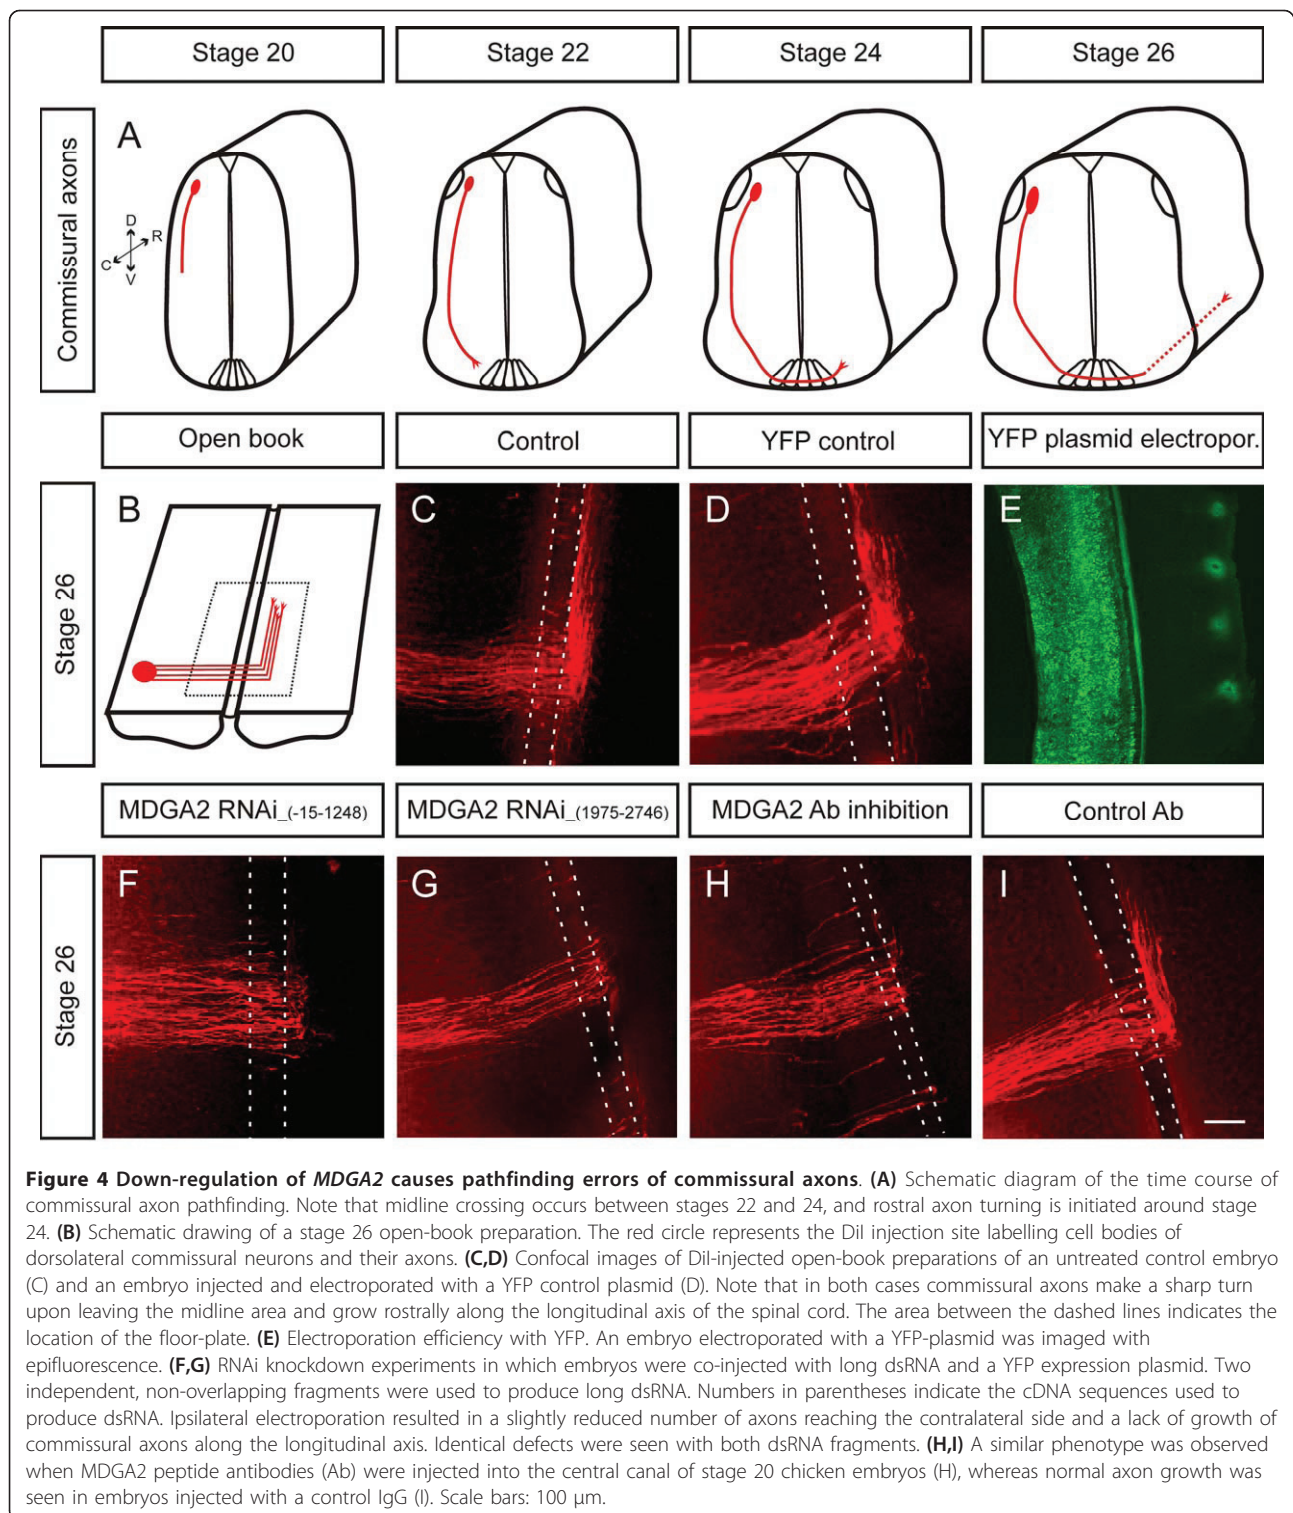 Stage 20
Stage 22
Stage 24
Stage 26
Commissural axons
A
D
R
C
V
Open book
Control
YFP control
YFP plasmid electropor.
Stage 26
B
C
D
E
MDGA2 RNAi_(-15-1248)
MDGA2 RNAi_(1975-2746)
MDGA2 Ab inhibition
Control Ab
Stage 26
F
G
H
I
Figure 4 Down-regulation of MDGA2 causes pathfinding errors of commissural axons. (A) Schematic diagram of the time course of
commissural axon pathfinding. Note that midline crossing occurs between stages 22 and 24, and rostral axon turning is initiated around stage
24. (B) Schematic drawing of a stage 26 open-book preparation. The red circle represents the DiI injection site labelling cell bodies of
dorsolateral commissural neurons and their axons. (C,D) Confocal images of DiI-injected open-book preparations of an untreated control embryo
(C) and an embryo injected and electroporated with a YFP control plasmid (D). Note that in both cases commissural axons make a sharp turn
upon leaving the midline area and grow rostrally along the longitudinal axis of the spinal cord. The area between the dashed lines indicates the
location of the floor-plate. (E) Electroporation efficiency with YFP. An embryo electroporated with a YFP-plasmid was imaged with
epifluorescence. (F,G) RNAi knockdown experiments in which embryos were co-injected with long dsRNA and a YFP expression plasmid. Two
independent, non-overlapping fragments were used to produce long dsRNA. Numbers in parentheses indicate the cDNA sequences used to
produce dsRNA. Ipsilateral electroporation resulted in a slightly reduced number of axons reaching the contralateral side and a lack of growth of
commissural axons along the longitudinal axis. Identical defects were seen with both dsRNA fragments. (H,I) A similar phenotype was observed
when MDGA2 peptide antibodies (Ab) were injected into the central canal of stage 20 chicken embryos (H), whereas normal axon growth was
seen in embryos injected with a control IgG (I). Scale bars: 100 μm.